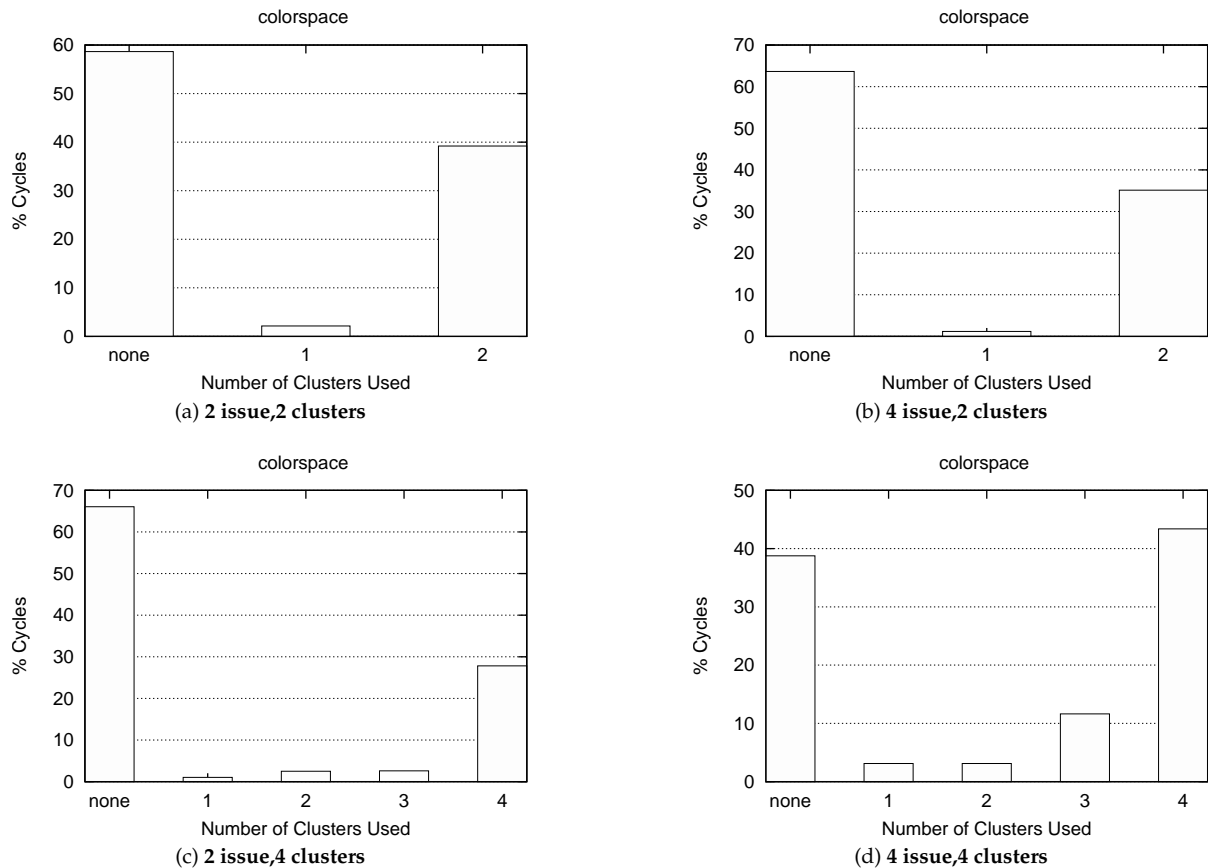 colorspace
60
50
40
30
20
10
0
% Cycles
none 1 2
Number of Clusters Used
(a) 2 issue,2 clusters
colorspace
70
60
50
40
30
20
10
0
% Cycles
none 1 2
Number of Clusters Used
(b) 4 issue,2 clusters
colorspace
70
60
50
40
30
20
10
0
% Cycles
none 1 2 3 4
Number of Clusters Used
(c) 2 issue,4 clusters
colorspace
50
40
30
20
10
0
% Cycles
none 1 2 3 4
Number of Clusters Used
(d) 4 issue,4 clusters